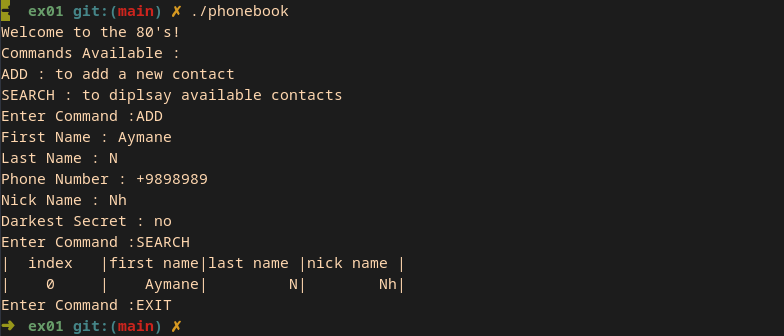 ex01 git:(main) ✗ ./phonebook
Welcome to the 80's!
Commands Available :
ADD : to add a new contact
SEARCH : to diplsay available contacts
Enter Command :ADD
First Name : Aymane
Last Name : N
Phone Number : +9898989
Nick Name : Nh
Darkest Secret : no
Enter Command :SEARCH
|  index   |first name|last name |nick name |
|     0     |    Aymane|         N|        Nh|
Enter Command :EXIT
➜  ex01 git:(main) ✗